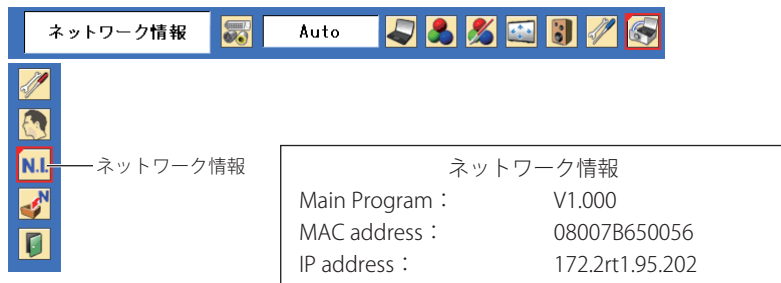 ネットワーク情報 Auto
N.I. ネットワーク情報
N
ネットワーク情報
Main Program： V1.000
MAC address： 08007B650056
IP address： 172.2rt1.95.202